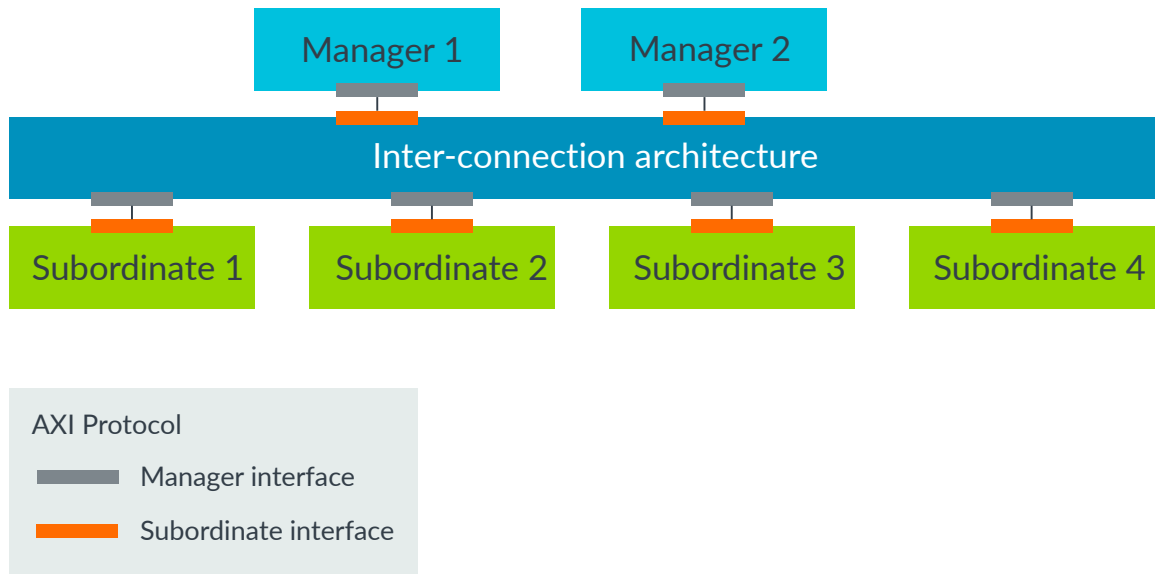 Manager 1
Manager 2
Inter-connection architecture
Subordinate 1
Subordinate 2
Subordinate 3
Subordinate 4
AXI Protocol
Manager interface
Subordinate interface